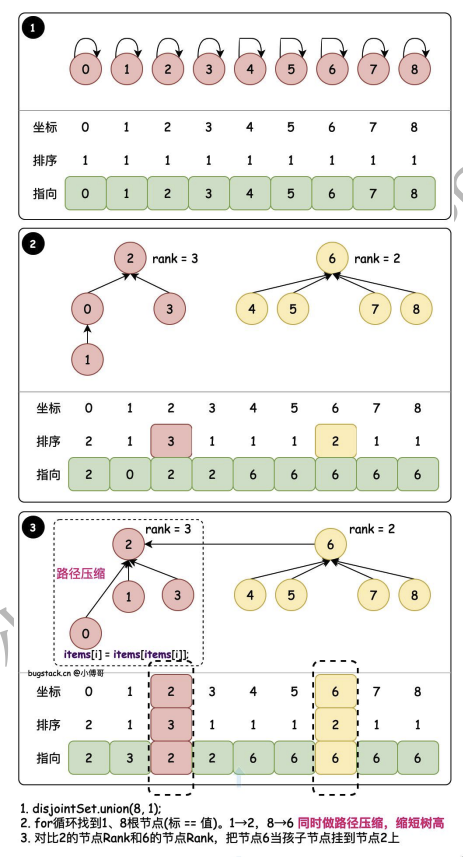 1
0 1 2 3 4 5 6 7 8
坐标 0 1 2 3 4 5 6 7 8
排序 1 1 1 1 1 1 1 1 1
指向 0 1 2 3 4 5 6 7 8
2
2 rank = 3 6 rank = 2
0 3 4 5 7 8
1
坐标 0 1 2 3 4 5 6 7 8
排序 2 1 3 1 1 1 2 1 1
指向 2 0 2 2 6 6 6 6 6
3
rank = 3 rank = 2
2 6
路径压缩
1 3 4 5 7 8
0
items[i] = items[items[i]];
bugstack.cn @小傅哥
坐标 0 1 2 3 4 5 6 7 8
排序 2 1 3 1 1 1 2 1 1
指向 2 3 2 2 6 6 6 6 6
1. disjointSet.union(8, 1);
2. for循环找到1、8根节点(标 == 值)。1→2，8→6 同时做路径压缩，缩短树高
3. 对比2的节点Rank和6的节点Rank，把节点6当孩子节点挂到节点2上